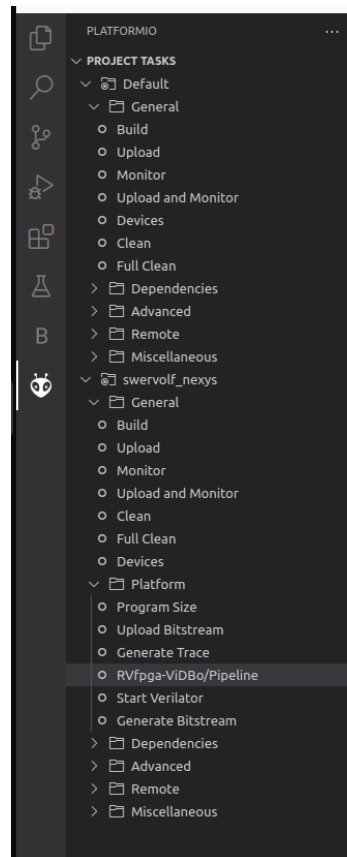 PLATFORMIO
PROJECT TASKS
Default
General
Build
Upload
Monitor
Upload and Monitor
Devices
Clean
Full Clean
Dependencies
Advanced
Remote
Miscellaneous
swervolf_nexys
General
Build
Upload
Monitor
Upload and Monitor
Clean
Full Clean
Devices
Platform
Program Size
Upload Bitstream
Generate Trace
RVfpga-ViDBo/Pipeline
Start Verilator
Generate Bitstream
Dependencies
Advanced
Remote
Miscellaneous
B